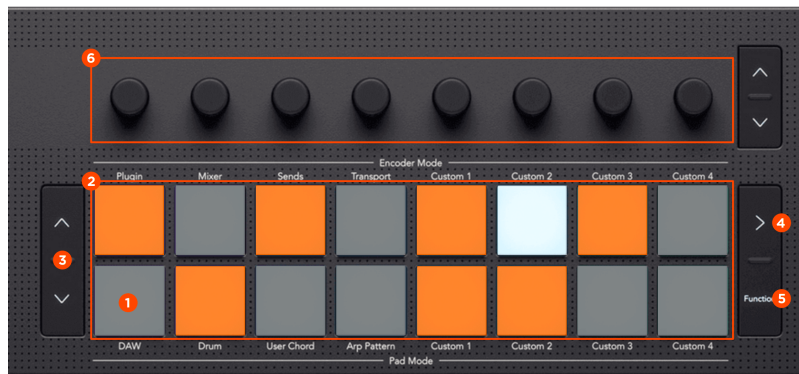 6
Encoder Mode
2
Plugin Mixer Sends Transport Custom 1 Custom 2 Custom 3 Custom 4
4
3
1
5
Function
DAW Drum User Chord Arp Pattern Custom 1 Custom 2 Custom 3 Custom 4
Pad Mode